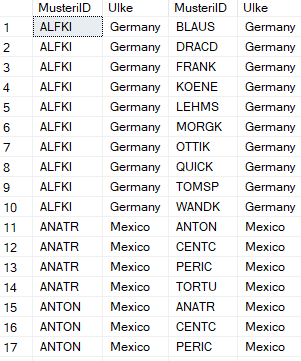 MusteriID Ulke MusteriID Ulke
1 ALFKI Germany BLAUS Germany
2 ALFKI Germany DRACD Germany
3 ALFKI Germany FRANK Germany
4 ALFKI Germany KOENE Germany
5 ALFKI Germany LEHMS Germany
6 ALFKI Germany MORGK Germany
7 ALFKI Germany OTTIK Germany
8 ALFKI Germany QUICK Germany
9 ALFKI Germany TOMSP Germany
10 ALFKI Germany WANDK Germany
11 ANATR Mexico ANTON Mexico
12 ANATR Mexico CENTC Mexico
13 ANATR Mexico PERIC Mexico
14 ANATR Mexico TORTU Mexico
15 ANTON Mexico ANATR Mexico
16 ANTON Mexico CENTC Mexico
17 ANTON Mexico PERIC Mexico